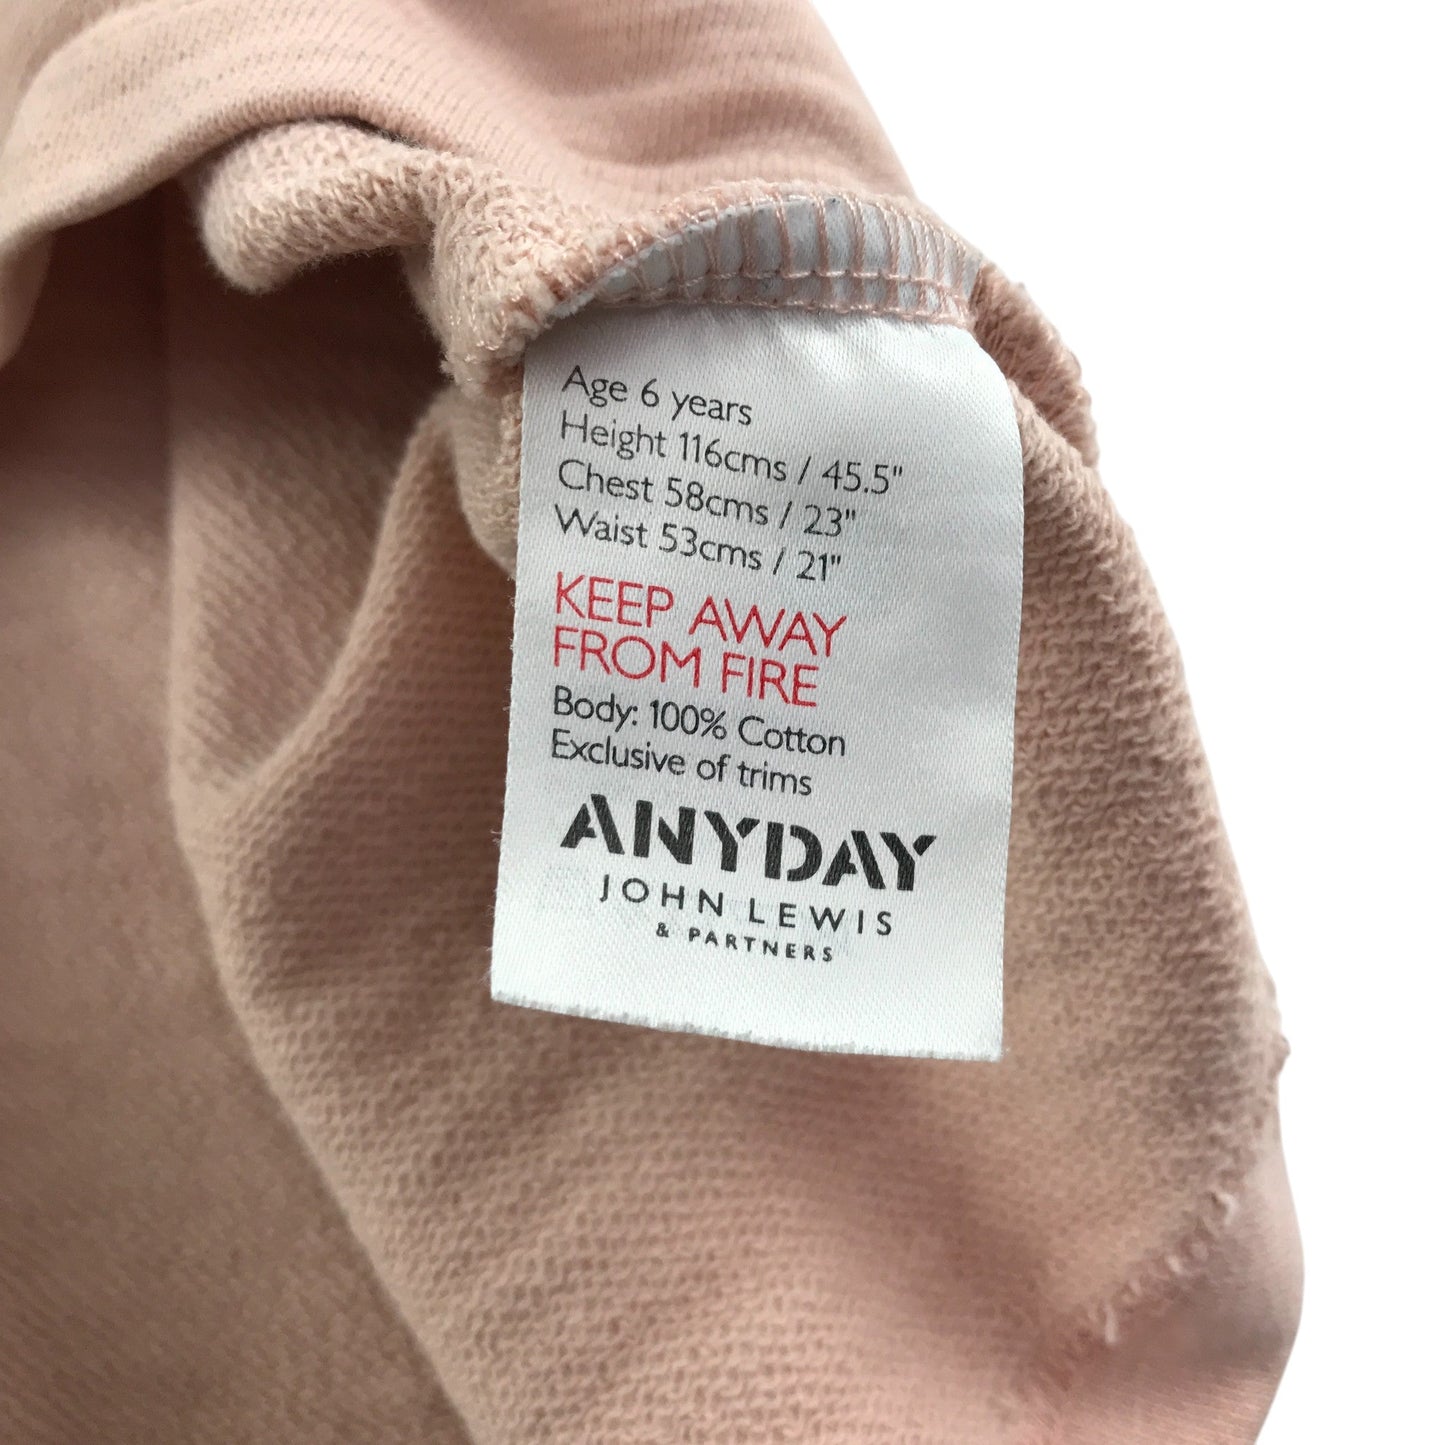 Age 6 years
Height 116cms / 45.5"
Chest 58cms / 23"
Waist 53cms / 21"
KEEP AWAY
FROM FIRE
Body: 100% Cotton
Exclusive of trims
ANYDAY
JOHN LEWIS
& PARTNERS